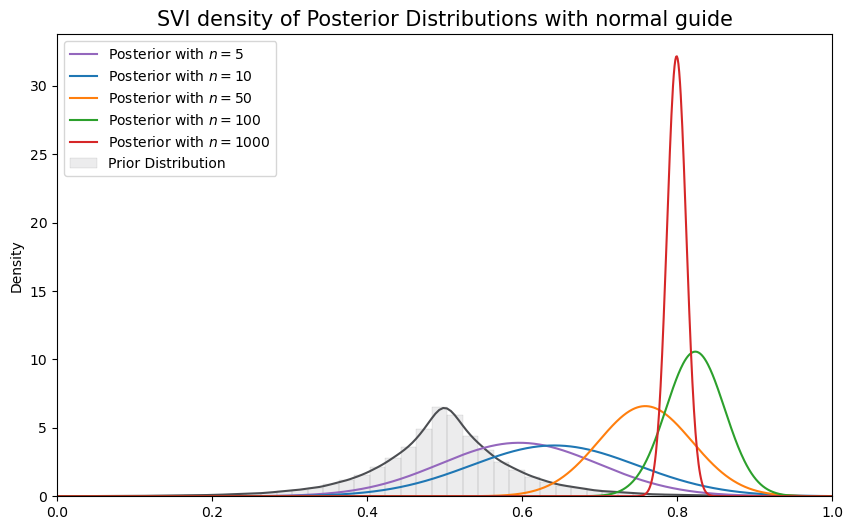 SVI density of Posterior Distributions with normal guide
Posterior with n = 5
Posterior with n = 10
Posterior with n = 50
Posterior with n = 100
Posterior with n = 1000
Prior Distribution
Density
30
25
20
15
10
5
0
0.0 0.2 0.4 0.6 0.8 1.0